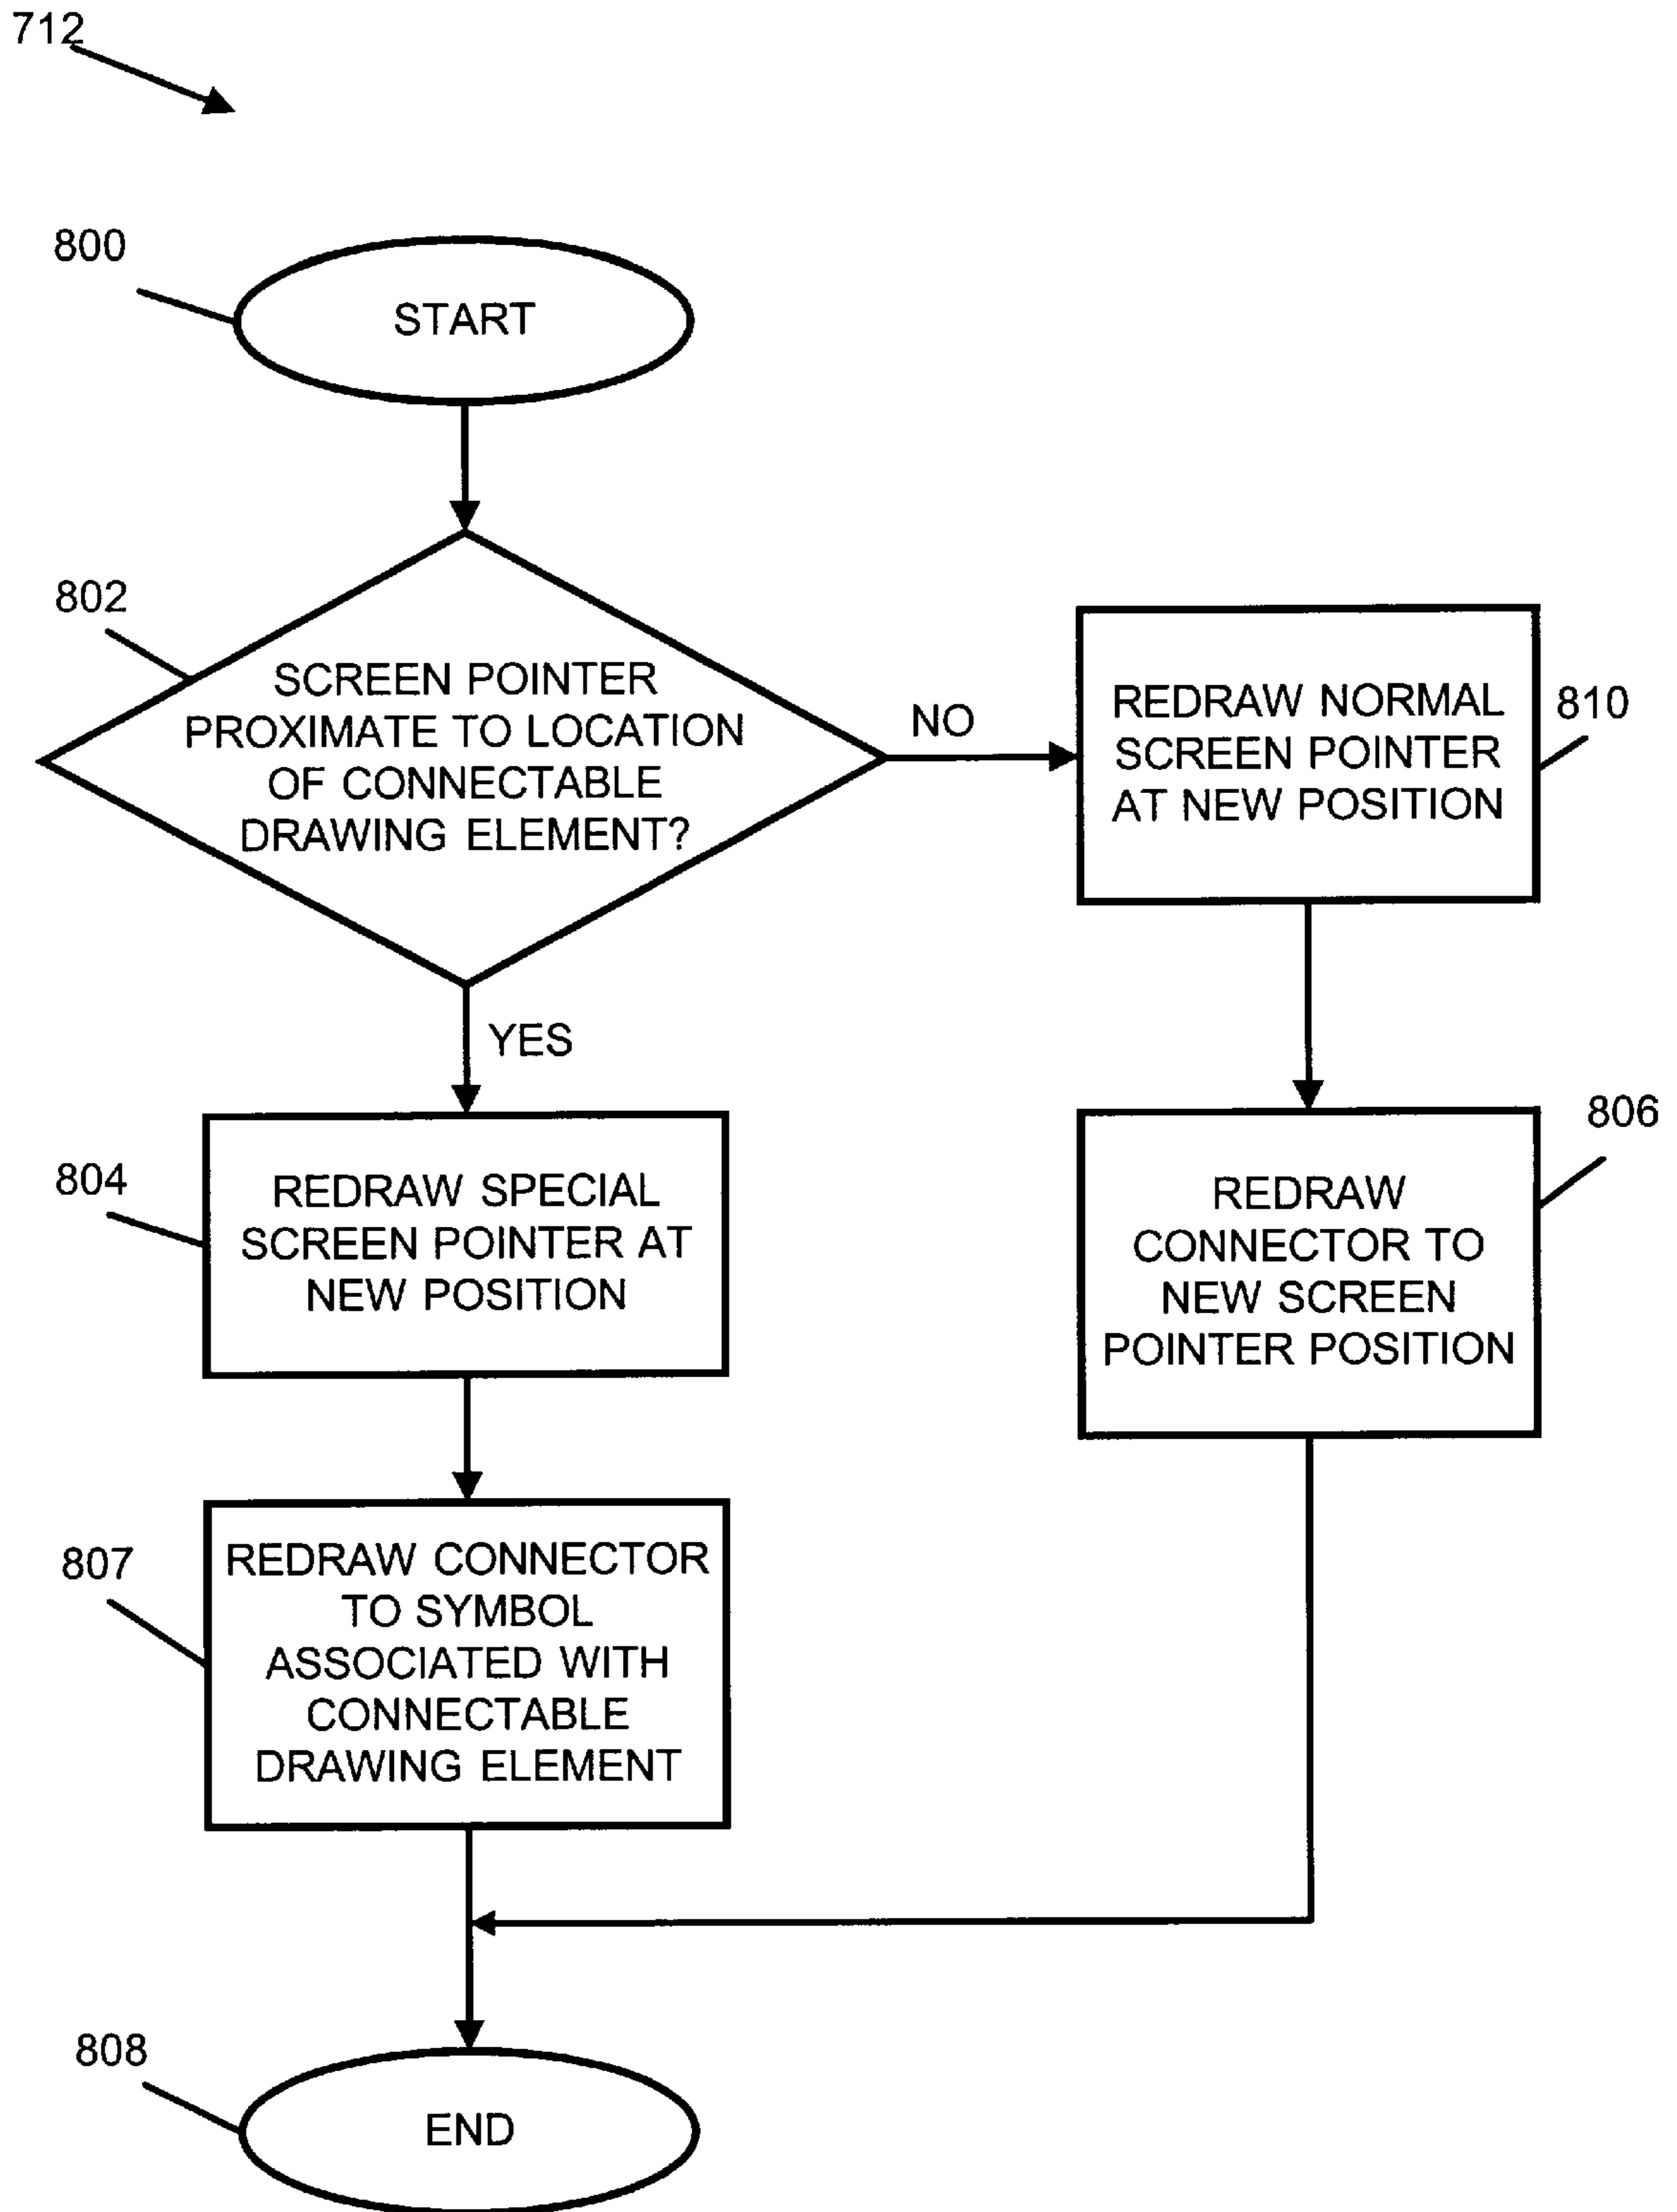 712
800
START
802
SCREEN POINTER
PROXIMATE TO LOCATION
OF CONNECTABLE
DRAWING ELEMENT?
NO
REDRAW NORMAL
SCREEN POINTER
AT NEW POSITION
810
YES
804
REDRAW SPECIAL
SCREEN POINTER AT
NEW POSITION
806
REDRAW
CONNECTOR TO
NEW SCREEN
POINTER POSITION
807
REDRAW CONNECTOR
TO SYMBOL
ASSOCIATED WITH
CONNECTABLE
DRAWING ELEMENT
808
END